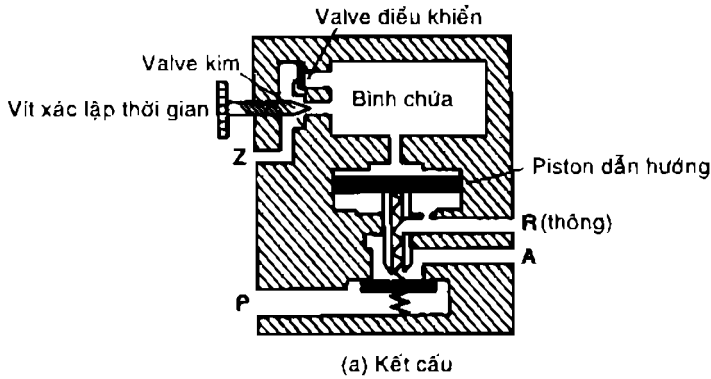 Valve điều khiển
Valve kim
Vít xác lập thời gian
Bình chứa
Z
Piston dẫn hướng
R (thông)
A
P
(a) Kết cấu